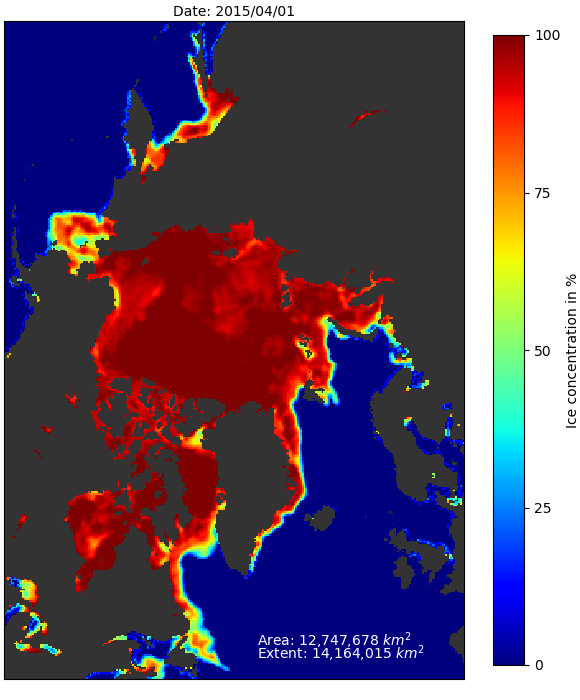 Date: 2015/04/01
100
75
50
25
0
Ice concentration in %
Area: 12,747,678 km²
Extent: 14,164,015 km²